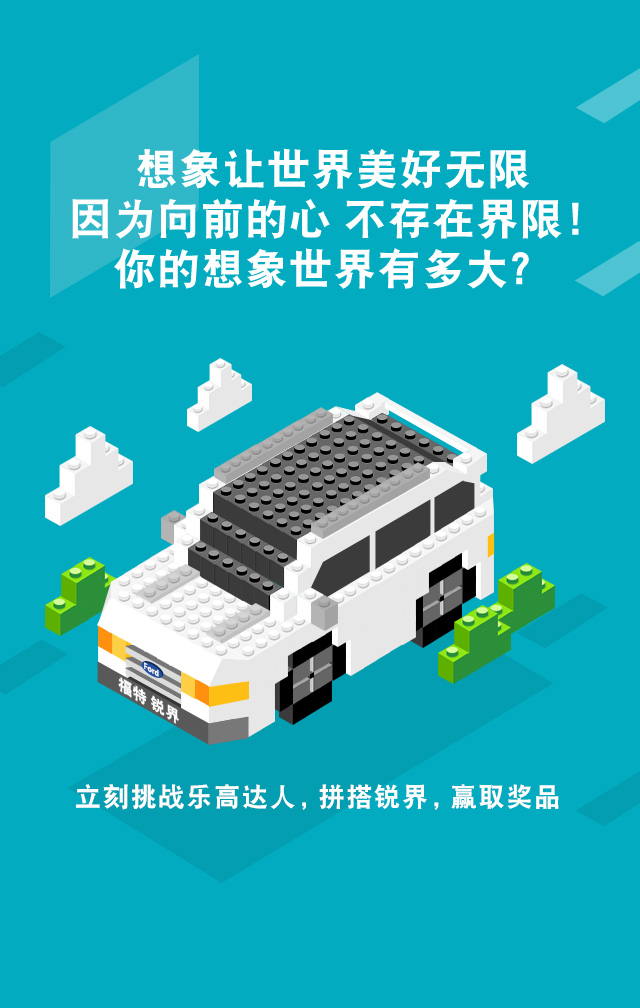 想象让世界美好无限
因为向前的心 不存在界限！
你的想象世界有多大？
Ford
福特 锐界
立刻挑战乐高达人，拼搭锐界，赢取奖品